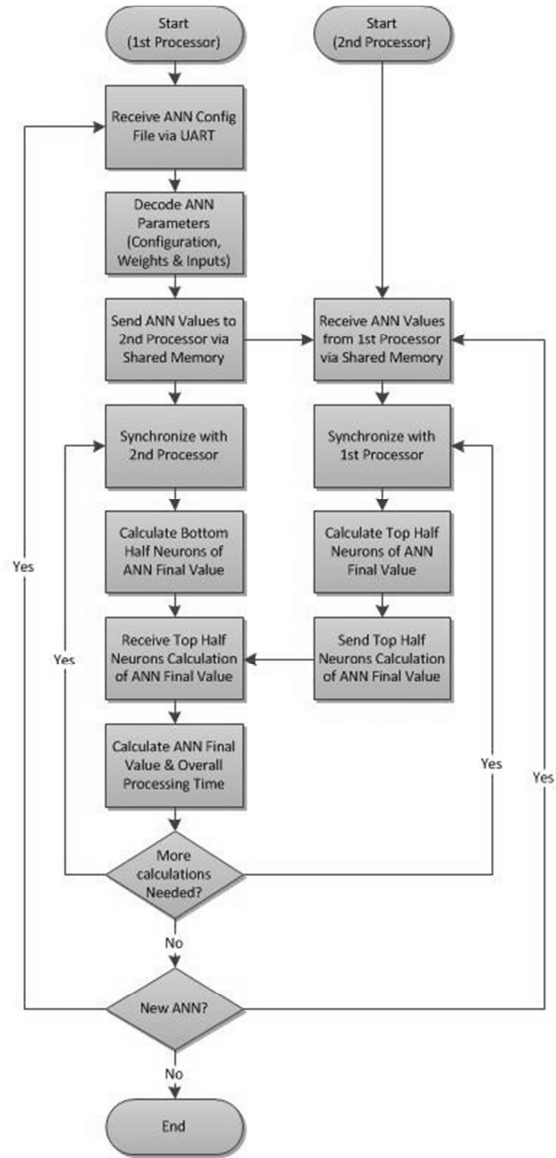 Start
(1st Processor)
Start
(2nd Processor)
Receive ANN Config
File via UART
Decode ANN
Parameters
(Configuration,
Weights & Inputs)
Send ANN Values to
2nd Processor via
Shared Memory
Receive ANN Values
from 1st Processor
via Shared Memory
Synchronize with
2nd Processor
Synchronize with
1st Processor
Calculate Bottom
Half Neurons of
ANN Final Value
Calculate Top Half
Neurons of ANN
Final Value
Yes
Receive Top Half
Neurons Calculation
of ANN Final Value
Send Top Half
Neurons Calculation
of ANN Final Value
Yes
Calculate ANN Final
Value & Overall
Processing Time
Yes
Yes
More
calculations
Needed?
No
New ANN?
No
End